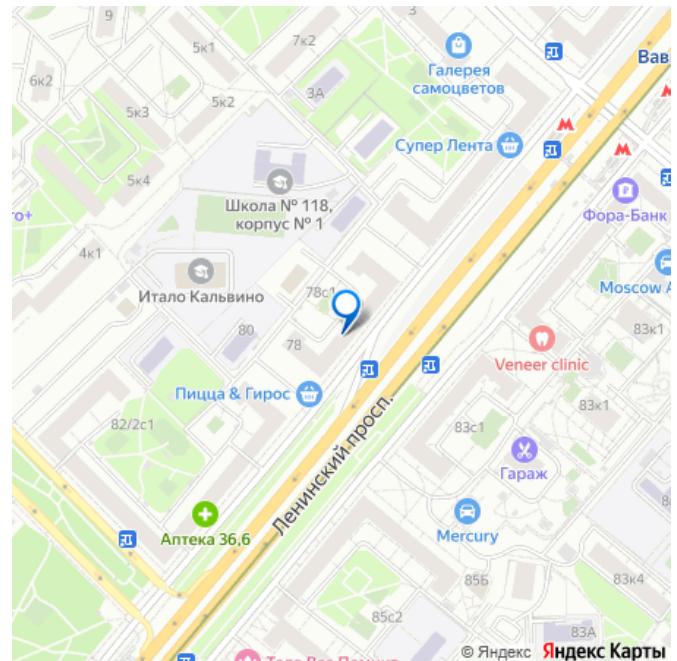 9
5к1
7к2
3
6к2
Галерея
самоцветов
Вав
5к3
5к2
3А
Супер Лента
5к4
Школа № 118,
корпус № 1
го+
Фора-Банк
4к1
Итало Кальвино
78с1
Moscow A
80
78
83к1
Veneer clinic
Пицца & Гирос
83к1
82/2с1
83с1
Гараж
Ленинский просп.
Аптека 36,6
Mercury
85Б
83к4
85с2
83А
© Яндекс Яндекс Карты